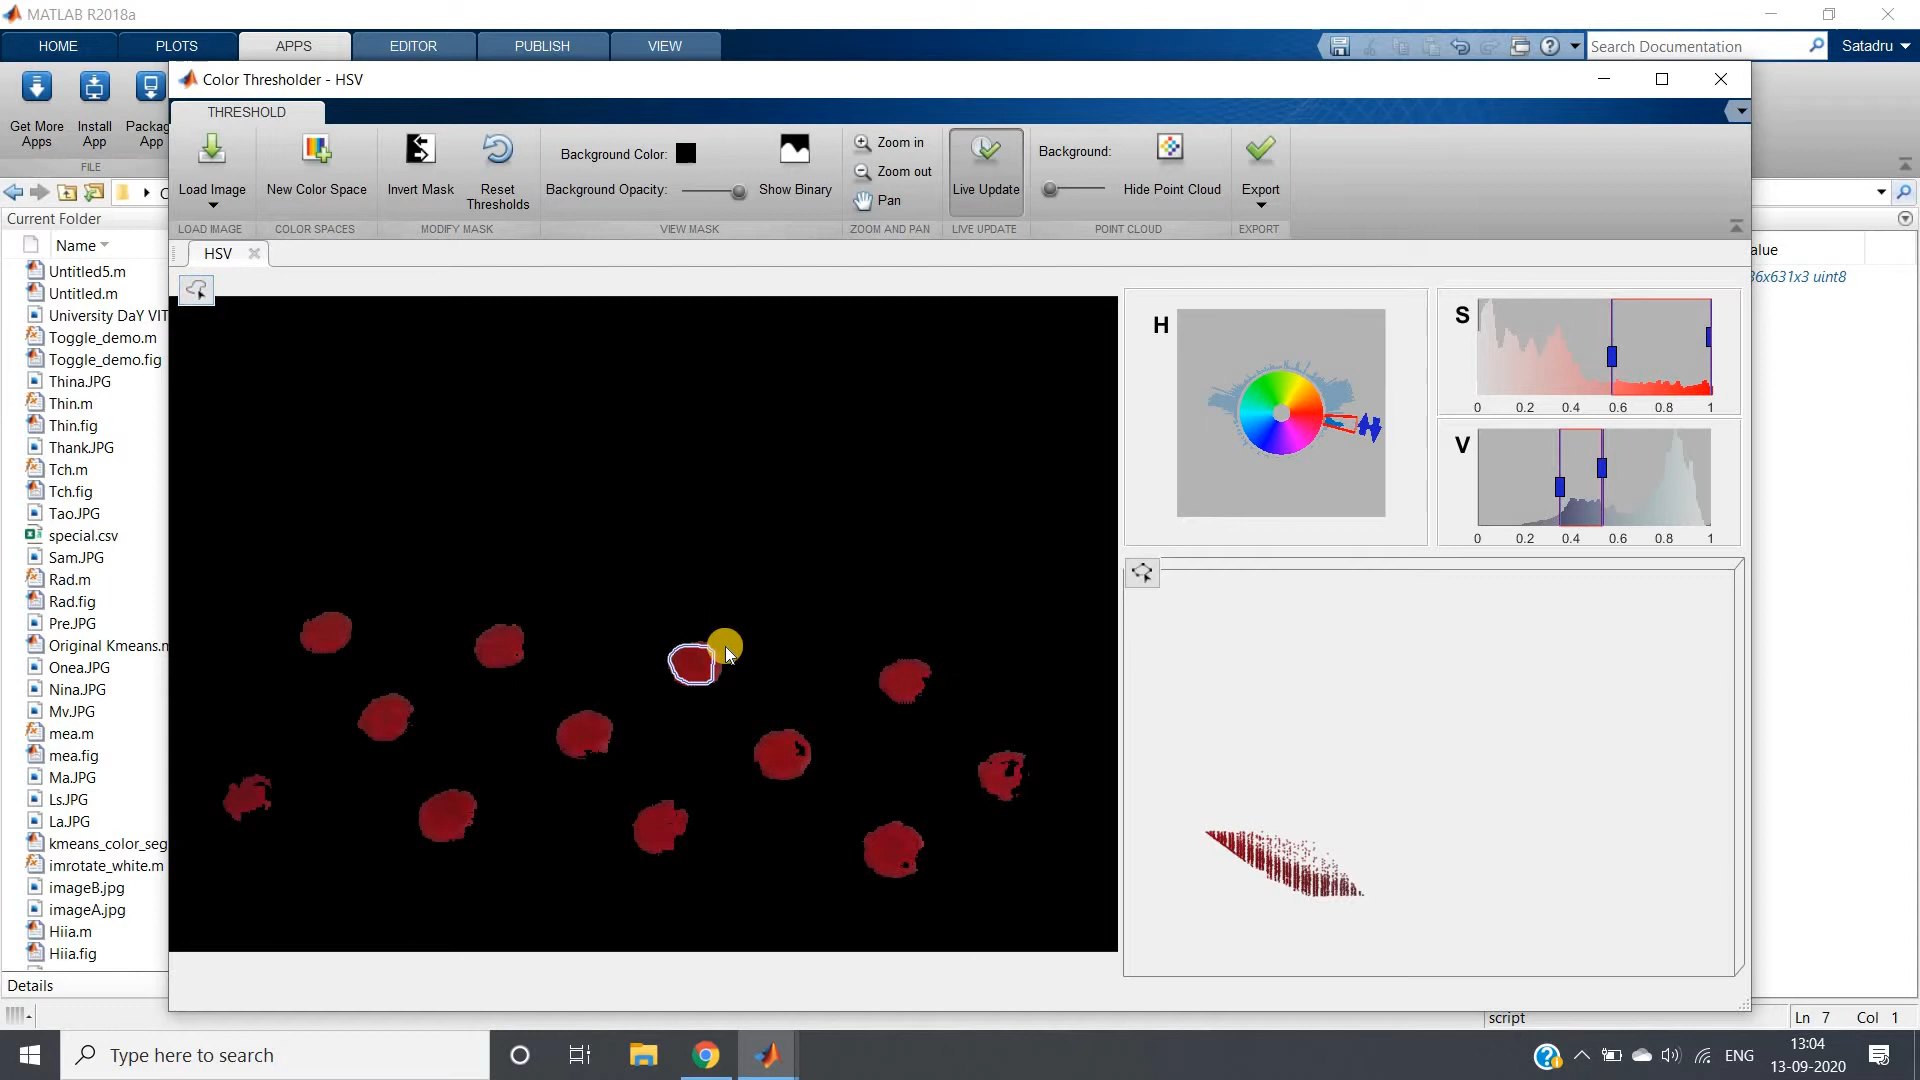 MATLAB R2018a
HOME PLOTS APPS EDITOR PUBLISH VIEW
Search Documentation
Satadru
Color Thresholder - HSV
THRESHOLD
Get More Apps
Install App
Packag App
FILE
Load Image
New Color Space
Invert Mask
Reset Thresholds
Background Color:
Background Opacity:
Show Binary
Zoom in
Zoom out
Pan
Live Update
Background:
Hide Point Cloud
Export
LOAD IMAGE COLOR SPACES MODIFY MASK VIEW MASK ZOOM AND PAN LIVE UPDATE POINT CLOUD EXPORT
Current Folder
Name
HSV
alue
36x631x3 uint8
Untitled5.m
Untitled.m
University DaY VIT
Toggle_demo.m
Toggle_demo.fig
Thina.JPG
Thin.m
Thin.fig
Thank.JPG
Tch.m
Tch.fig
Tao.JPG
special.csv
Sam.JPG
Rad.m
Rad.fig
Pre.JPG
Original Kmeans.m
Onea.JPG
Nina.JPG
Mv.JPG
mea.m
mea.fig
Ma.JPG
Ls.JPG
La.JPG
kmeans_color_seg
imrotate_white.m
imageB.jpg
imageA.jpg
Hiia.m
Hiia.fig
Details
H
S
0 0.2 0.4 0.6 0.8 1
V
0 0.2 0.4 0.6 0.8 1
script
Ln 7 Col 1
Type here to search
ENG
13:04
13-09-2020